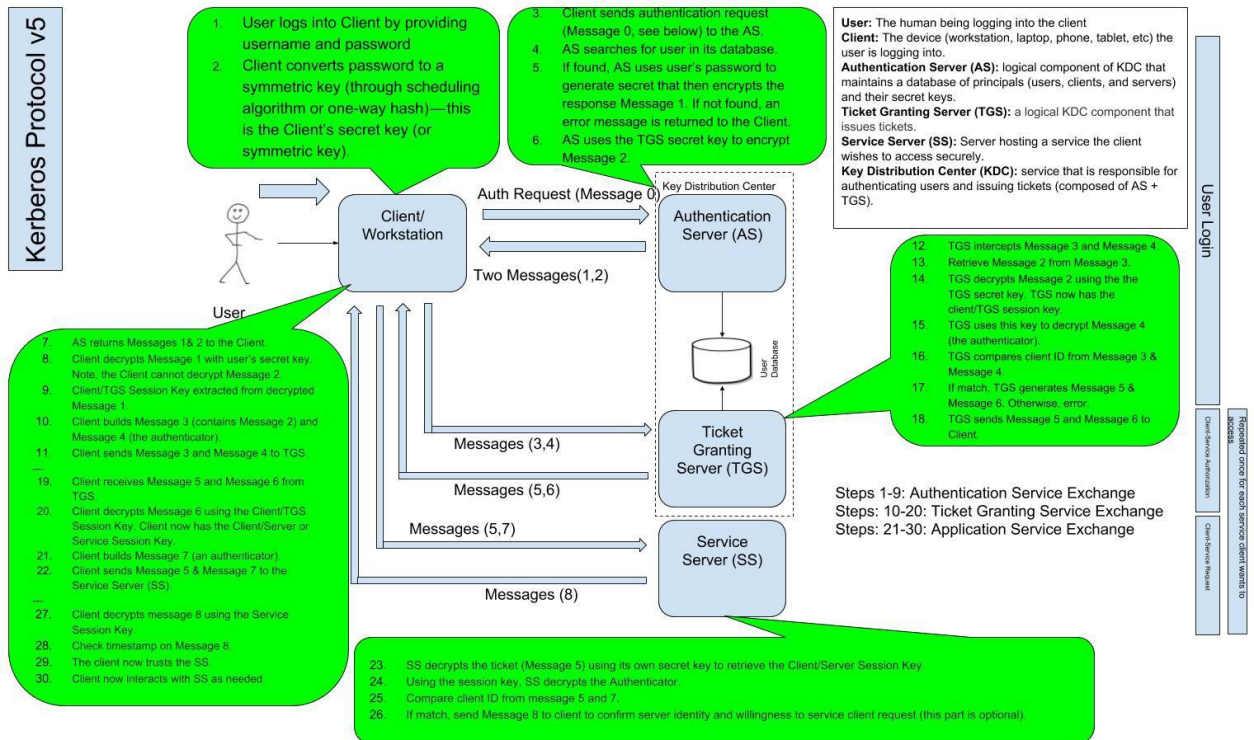 Kerberos Protocol v5
1. User logs into Client by providing
username and password
2. Client converts password to a
symmetric key (through scheduling
algorithm or one-way hash)—this
is the Client's secret key (or
symmetric key).
3. Client sends authentication request
(Message 0, see below) to the AS.
4. AS searches for user in its database.
5. If found, AS uses user's password to
generate secret that then encrypts the
response Message 1. If not found, an
error message is returned to the Client.
6. AS uses the TGS secret key to encrypt
Message 2.
User: The human being logging into the client
Client: The device (workstation, laptop, phone, tablet, etc) the
user is logging into.
Authentication Server (AS): logical component of KDC that
maintains a database of principals (users, clients, and servers)
and their secret keys.
Ticket Granting Server (TGS): a logical KDC component that
issues tickets.
Service Server (SS): Server hosting a service the client
wishes to access securely.
Key Distribution Center (KDC): service that is responsible for
authenticating users and issuing tickets (composed of AS +
TGS).
User Login
Key Distribution Center
Auth Request (Message 0)
Client/
Workstation
Authentication
Server (AS)
Two Messages(1,2)
User
User
Database
12. TGS intercepts Message 3 and Message 4.
13. Retrieve Message 2 from Message 3.
14. TGS decrypts Message 2 using the the
TGS secret key. TGS now has the
client/TGS session key.
15. TGS uses this key to decrypt Message 4
(the authenticator).
16. TGS compares client ID from Message 3 &
Message 4.
17. If match, TGS generates Message 5 &
Message 6. Otherwise, error.
18. TGS sends Message 5 and Message 6 to
Client.
7. AS returns Messages 1& 2 to the Client.
8. Client decrypts Message 1 with user's secret key.
Note, the Client cannot decrypt Message 2.
9. Client/TGS Session Key extracted from decrypted
Message 1.
10. Client builds Message 3 (contains Message 2) and
Message 4 (the authenticator).
11. Client sends Message 3 and Message 4 to TGS.
—
19. Client receives Message 5 and Message 6 from
TGS.
20. Client decrypts Message 6 using the Client/TGS
Session Key. Client now has the Client/Server or
Service Session Key.
21. Client builds Message 7 (an authenticator).
22. Client sends Message 5 & Message 7 to the
Service Server (SS).
—
27. Client decrypts message 8 using the Service
Session Key.
28. Check timestamp on Message 8.
29. The client now trusts the SS.
30. Client now interacts with SS as needed.
Messages (3,4)
Ticket
Granting
Server (TGS)
Messages (5,6)
Messages (5,7)
Service
Server (SS)
Messages (8)
Steps 1-9: Authentication Service Exchange
Steps: 10-20: Ticket Granting Service Exchange
Steps: 21-30: Application Service Exchange
Client-Service Authorization
Client-Service Request
Repeated once for each service client wants to
access
23. SS decrypts the ticket (Message 5) using its own secret key to retrieve the Client/Server Session Key.
24. Using the session key, SS decrypts the Authenticator.
25. Compare client ID from message 5 and 7.
26. If match, send Message 8 to client to confirm server identity and willingness to service client request (this part is optional).